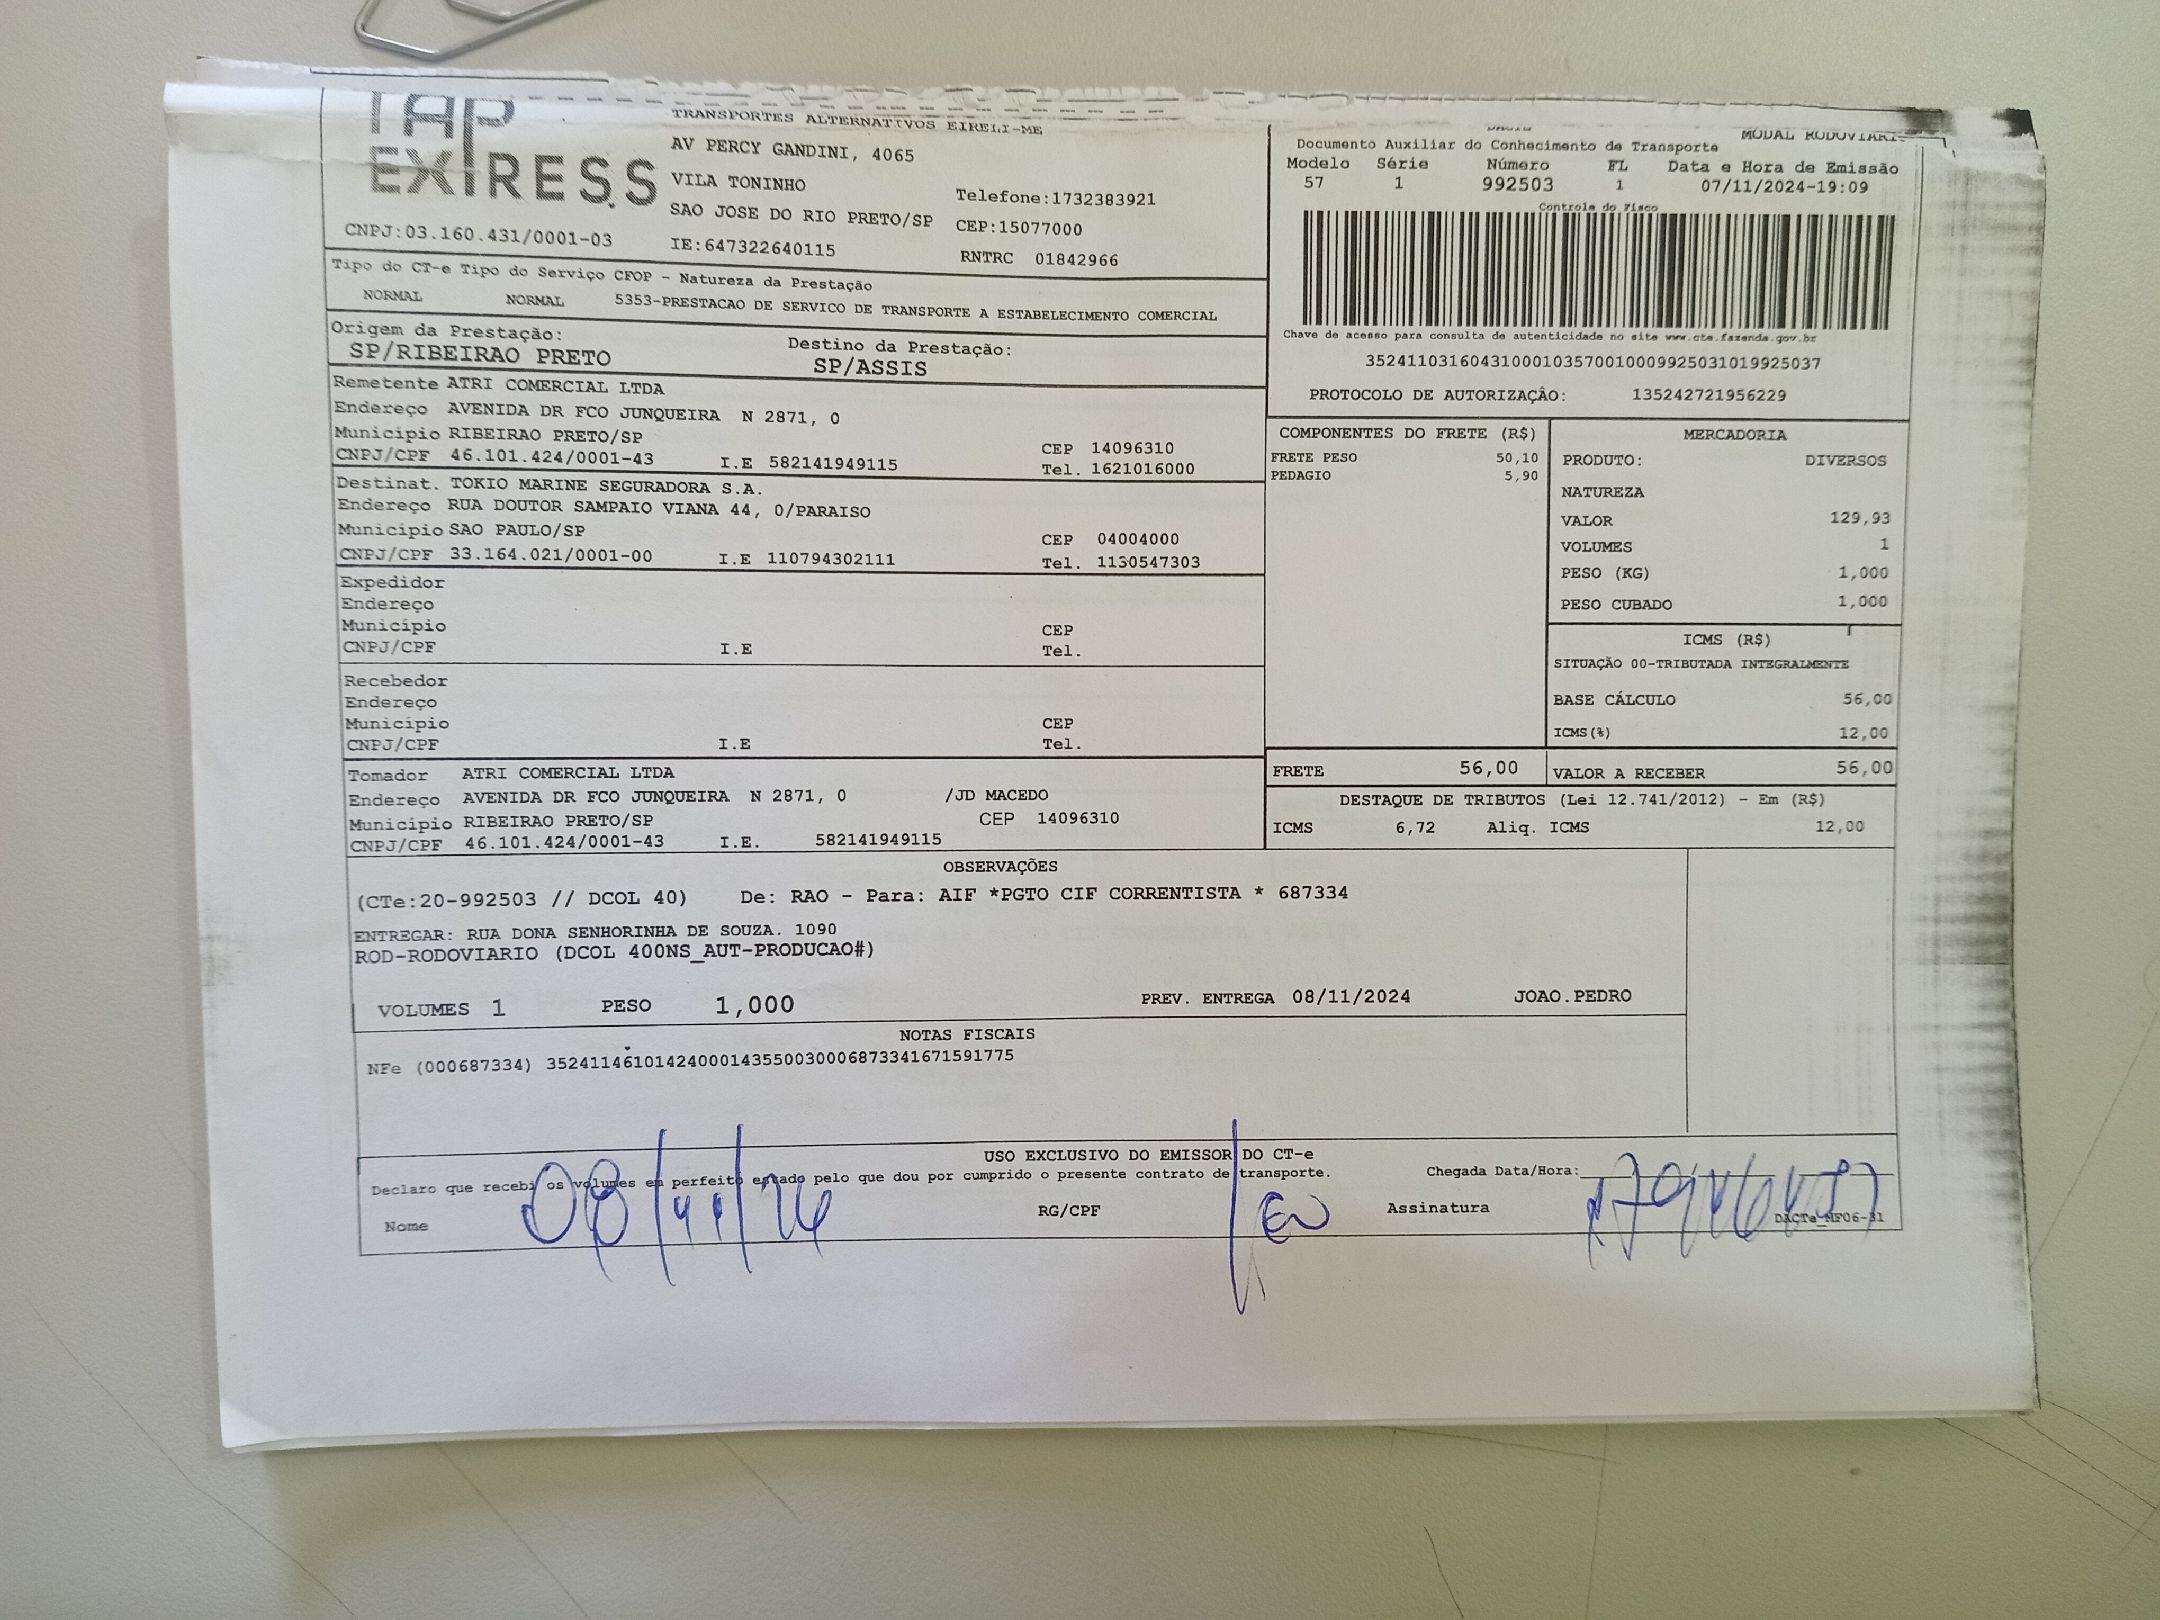 TAP
EXPRESS
CNPJ:03.160.431/0001-03
TRANSPORTES ALTERNATIVOS EIRELI-ME
AV PERCY GANDINI, 4065
VILA TONINHO
SAO JOSE DO RIO PRETO/SP
IE:647322640115
Telefone:1732383921
CEP:15077000
RNTRC 01842966
MODAL RODOVIARI
Documento Auxiliar do Conhecimento de Transporte
Modelo Série Número FL Data e Hora de Emissão
57 1 992503 1 07/11/2024-19:09
Controle do Fisco
Chave de acesso para consulta de autenticidade no site www.cte.fazenda.gov.br
35241103160431000103570010009925031019925037
PROTOCOLO DE AUTORIZAÇÂO: 135242721956229
Tipo do CT-e Tipo do Serviço CFOP - Natureza da Prestação
NORMAL NORMAL 5353-PRESTACAO DE SERVICO DE TRANSPORTE A ESTABELECIMENTO COMERCIAL
Origem da Prestação: Destino da Prestação:
SP/RIBEIRAO PRETO SP/ASSIS
Remetente ATRI COMERCIAL LTDA
Endereço AVENIDA DR FCO JUNQUEIRA N 2871, 0
Município RIBEIRAO PRETO/SP CEP 14096310
CNPJ/CPF 46.101.424/0001-43 I.E 582141949115 Tel. 1621016000
Destinat. TOKIO MARINE SEGURADORA S.A.
Endereço RUA DOUTOR SAMPAIO VIANA 44, 0/PARAISO
Município SAO PAULO/SP CEP 04004000
CNPJ/CPF 33.164.021/0001-00 I.E 110794302111 Tel. 1130547303
Expedidor
Endereço
Município CEP
CNPJ/CPF I.E Tel.
Recebedor
Endereço
Município CEP
CNPJ/CPF I.E Tel.
Tomador ATRI COMERCIAL LTDA
Endereço AVENIDA DR FCO JUNQUEIRA N 2871, 0 /JD MACEDO
Município RIBEIRAO PRETO/SP CEP 14096310
CNPJ/CPF 46.101.424/0001-43 I.E. 582141949115
COMPONENTES DO FRETE (R$)
FRETE PESO 50,10
PEDAGIO 5,90
MERCADORIA
PRODUTO: DIVERSOS
NATUREZA
VALOR 129,93
VOLUMES 1
PESO (KG) 1,000
PESO CUBADO 1,000
ICMS (R$)
SITUAÇÃO 00-TRIBUTADA INTEGRALMENTE
BASE CÁLCULO 56,00
ICMS(%) 12,00
FRETE 56,00 VALOR A RECEBER 56,00
DESTAQUE DE TRIBUTOS (Lei 12.741/2012) - Em (R$)
ICMS 6,72 Aliq. ICMS 12,00
OBSERVAÇÕES
(CTe:20-992503 // DCOL 40) De: RAO - Para: AIF *PGTO CIF CORRENTISTA * 687334
ENTREGAR: RUA DONA SENHORINHA DE SOUZA. 1090
ROD-RODOVIARIO (DCOL 400NS_AUT-PRODUCAO#)
VOLUMES 1 PESO 1,000 PREV. ENTREGA 08/11/2024 JOAO.PEDRO
NOTAS FISCAIS
NFe (000687334) 35241146101424000143550030006873341671591775
USO EXCLUSIVO DO EMISSOR DO CT-e
Declaro que recebi os volumes em perfeito estado pelo que dou por cumprido o presente contrato de transporte. Chegada Data/Hora:
Nome 08/11/24 RG/CPF Assinatura
DACTe_MF06-31